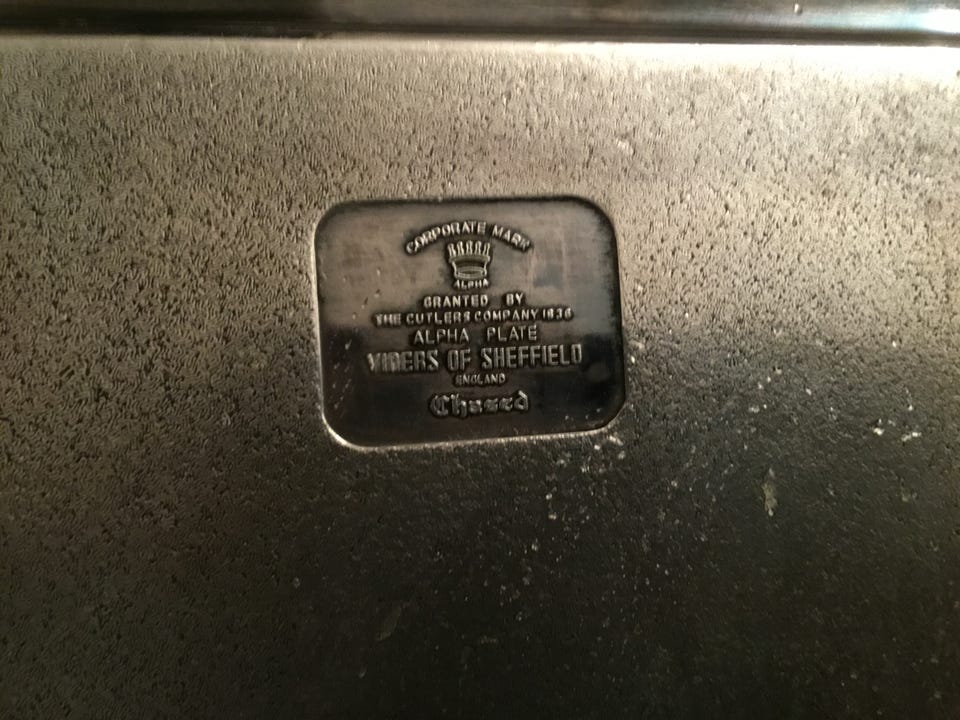 CORPORATE MARK
ALPHA
GRANTED BY
THE CUTLERS COMPANY 1836
ALPHA PLATE
VINERS OF SHEFFIELD
ENGLAND
Chased